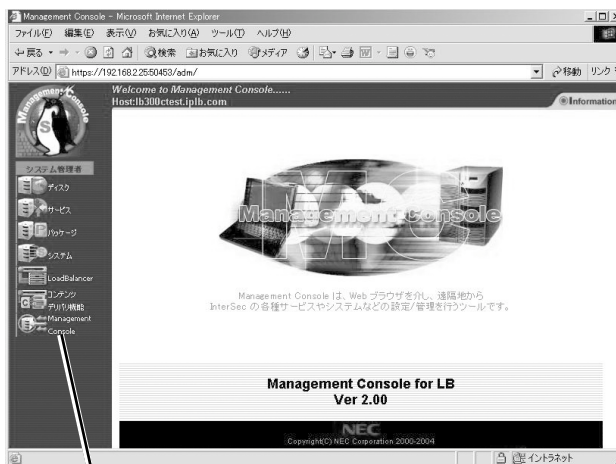 Management Console - Microsoft Internet Explorer
ファイル(F) 編集(E) 表示(V) お気に入り(A) ツール(T) ヘルプ(H)
戻る 検索 お気に入り メディア
アドレス(D) https://192.168.2.25:50453/adm/ 移動 リンク
Welcome to Management Console......
Host:lb300ctest.iplb.com
Information
Management Console
S
システム管理者
ディスク
サービス
パッケージ
システム
LoadBalancer
コンテンツ
デリバリ機能
Management
Console
MC
Management Console
Management Console は、Web ブラウザを介し、遠隔地から
InterSec の各種サービスやシステムなどの設定/管理を行うツールです。
Management Console for LB
Ver 2.00
NEC
Copyright(C) NEC Corporation 2000-2004
イントラネット